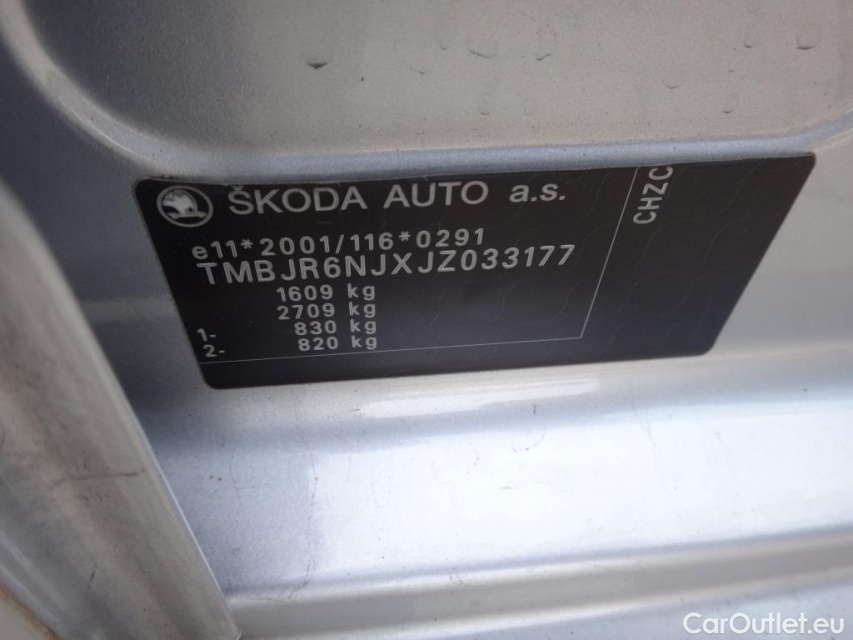 ŠKODA AUTO a.s.
CHZC
e11*2001/116*0291
TMBJR6NJXJZ033177
1609 kg
2709 kg
1- 830 kg
2- 820 kg
CarOutlet.eu